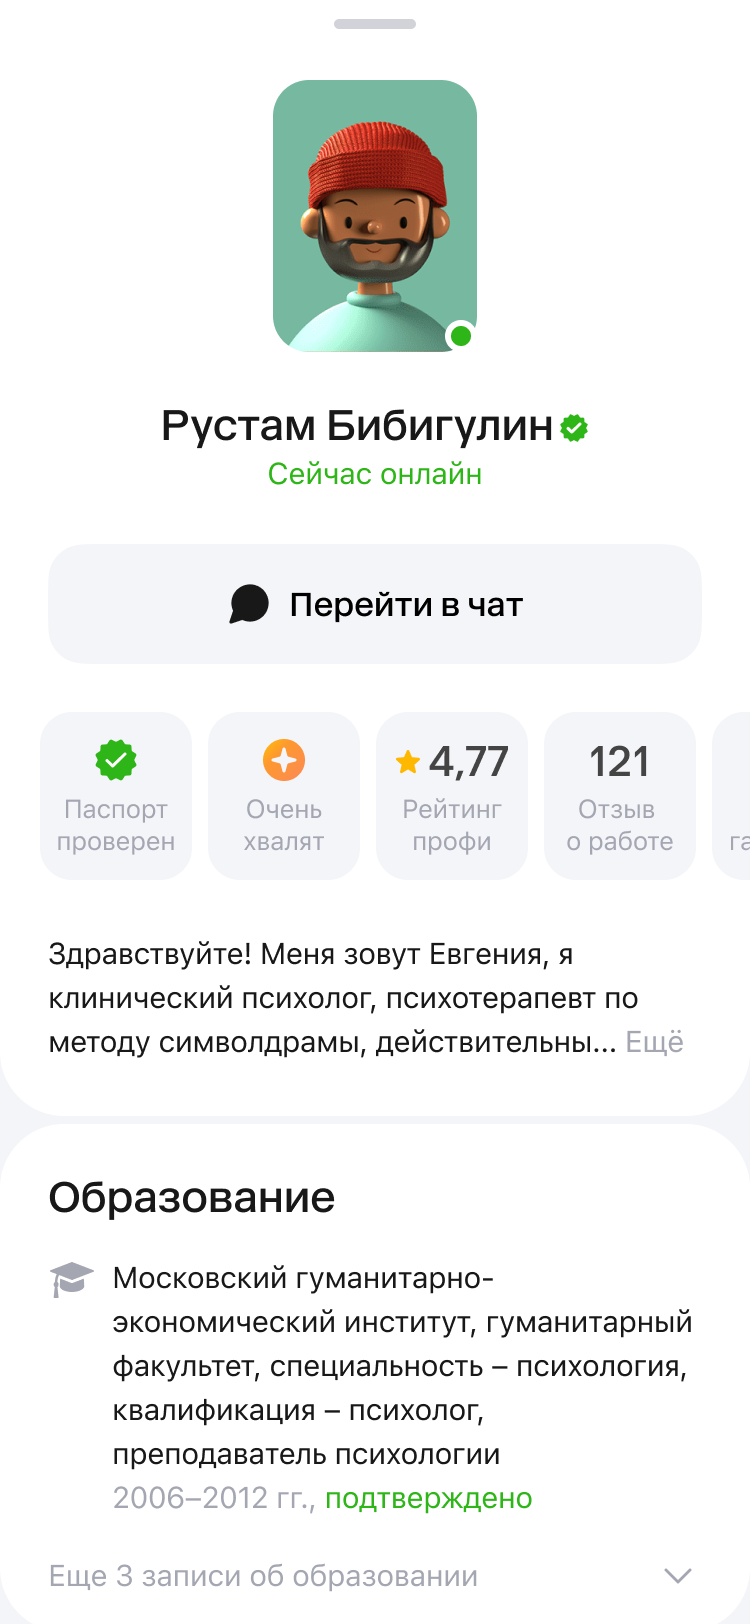 Рустам Бибигулин
Сейчас онлайн
Перейти в чат
Паспорт
проверен
Очень
хвалят
4,77
Рейтинг
профи
121
Отзыв
о работе
Здравствуйте! Меня зовут Евгения, я
клинический психолог, психотерапевт по
методу символдрамы, действительны... Ещё
Образование
Московский гуманитарно-
экономический институт, гуманитарный
факультет, специальность – психология,
квалификация – психолог,
преподаватель психологии
2006–2012 гг., подтверждено
Еще 3 записи об образовании